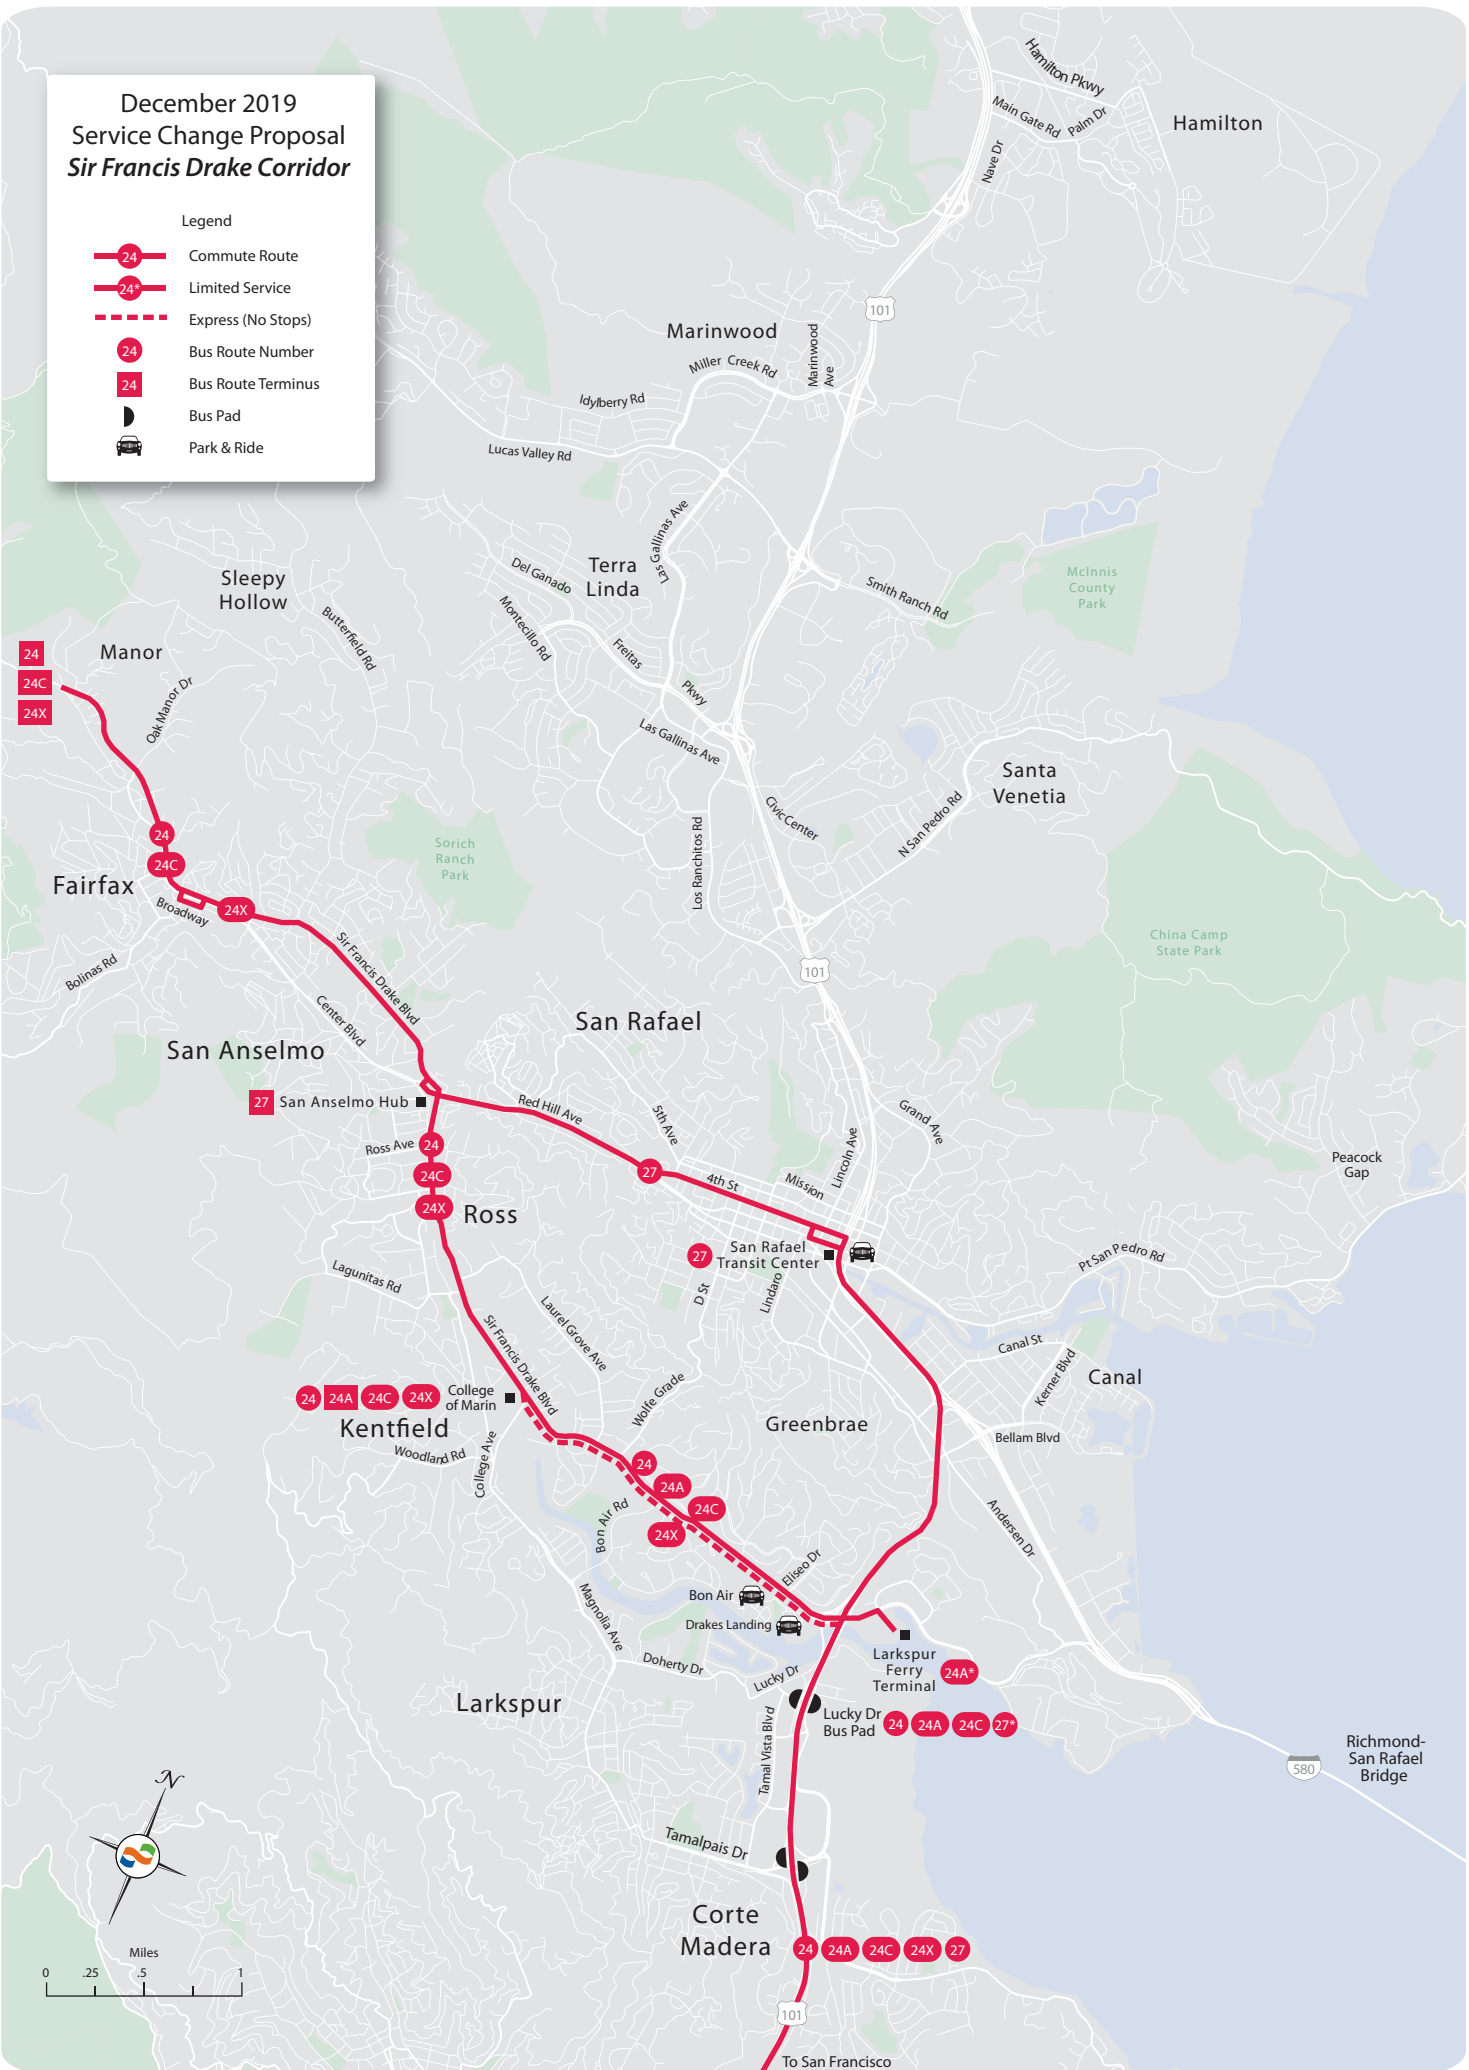 December 2019
Service Change Proposal
Sir Francis Drake Corridor
Legend
24 Commute Route
24* Limited Service
Express (No Stops)
24 Bus Route Number
24 Bus Route Terminus
Bus Pad
Park & Ride
Hamilton Pkwy
Main Gate Rd
Palm Dr
Hamilton
Nave Dr
101
Marinwood
Marinwood
Ave
Miller Creek Rd
Idylberry Rd
Lucas Valley Rd
Las Gallinas Ave
Terra
Linda
Del Ganado
Montecillo Rd
Freitas
Pkwy
Smith Ranch Rd
McInnis
County
Park
Sleepy
Hollow
Butterfield Rd
Manor
24
24C
24X
Oak Manor Dr
Las Gallinas Ave
Santa
Venetia
Civic Center
N San Pedro Rd
Los Ranchitos Rd
Sorich
Ranch
Park
24
24C
24X
Fairfax
Broadway
Bolinas Rd
Sir Francis Drake Blvd
Center Blvd
China Camp
State Park
101
San Rafael
San Anselmo
27 San Anselmo Hub
Red Hill Ave
5th Ave
Grand Ave
Lincoln Ave
Ross Ave
24
24C
24X
Ross
27
4th St
Mission
Peacock
Gap
27
San Rafael
Transit Center
Pt San Pedro Rd
D St
Lindaro
Lagunitas Rd
Laurel Grove Ave
Sir Francis Drake Blvd
Canal St
Kerner Blvd
Canal
24 24A 24C 24X
College
of Marin
Kentfield
Woodland Rd
College Ave
Wolfe Grade
Greenbrae
Bellam Blvd
24
24A
24C
24X
Bon Air Rd
Andersen Dr
Eliseo Dr
Bon Air
Drakes Landing
Magnolia Ave
Doherty Dr
Lucky Dr
Larkspur
Ferry
Terminal
24A*
Larkspur
Tamal Vista Blvd
Lucky Dr
Bus Pad
24 24A 24C 27*
Richmond-
San Rafael
Bridge
580
N
Tamalpais Dr
Corte
Madera
24 24A 24C 24X 27
Miles
0 .25 .5 1
101
To San Francisco